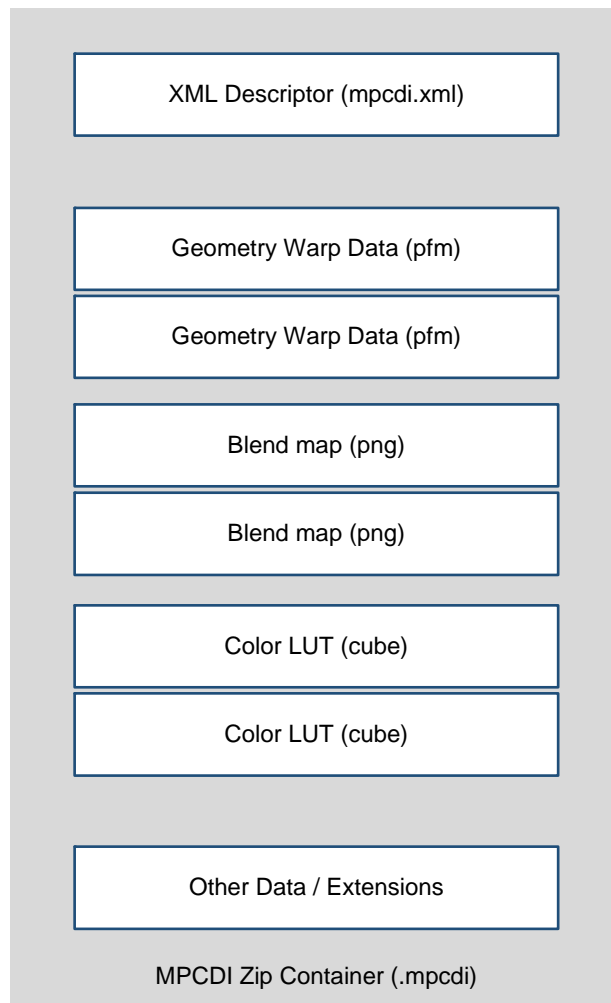 XML Descriptor (mpcdi.xml)
Geometry Warp Data (pfm)
Geometry Warp Data (pfm)
Blend map (png)
Blend map (png)
Color LUT (cube)
Color LUT (cube)
Other Data / Extensions
MPCDI Zip Container (.mpcdi)